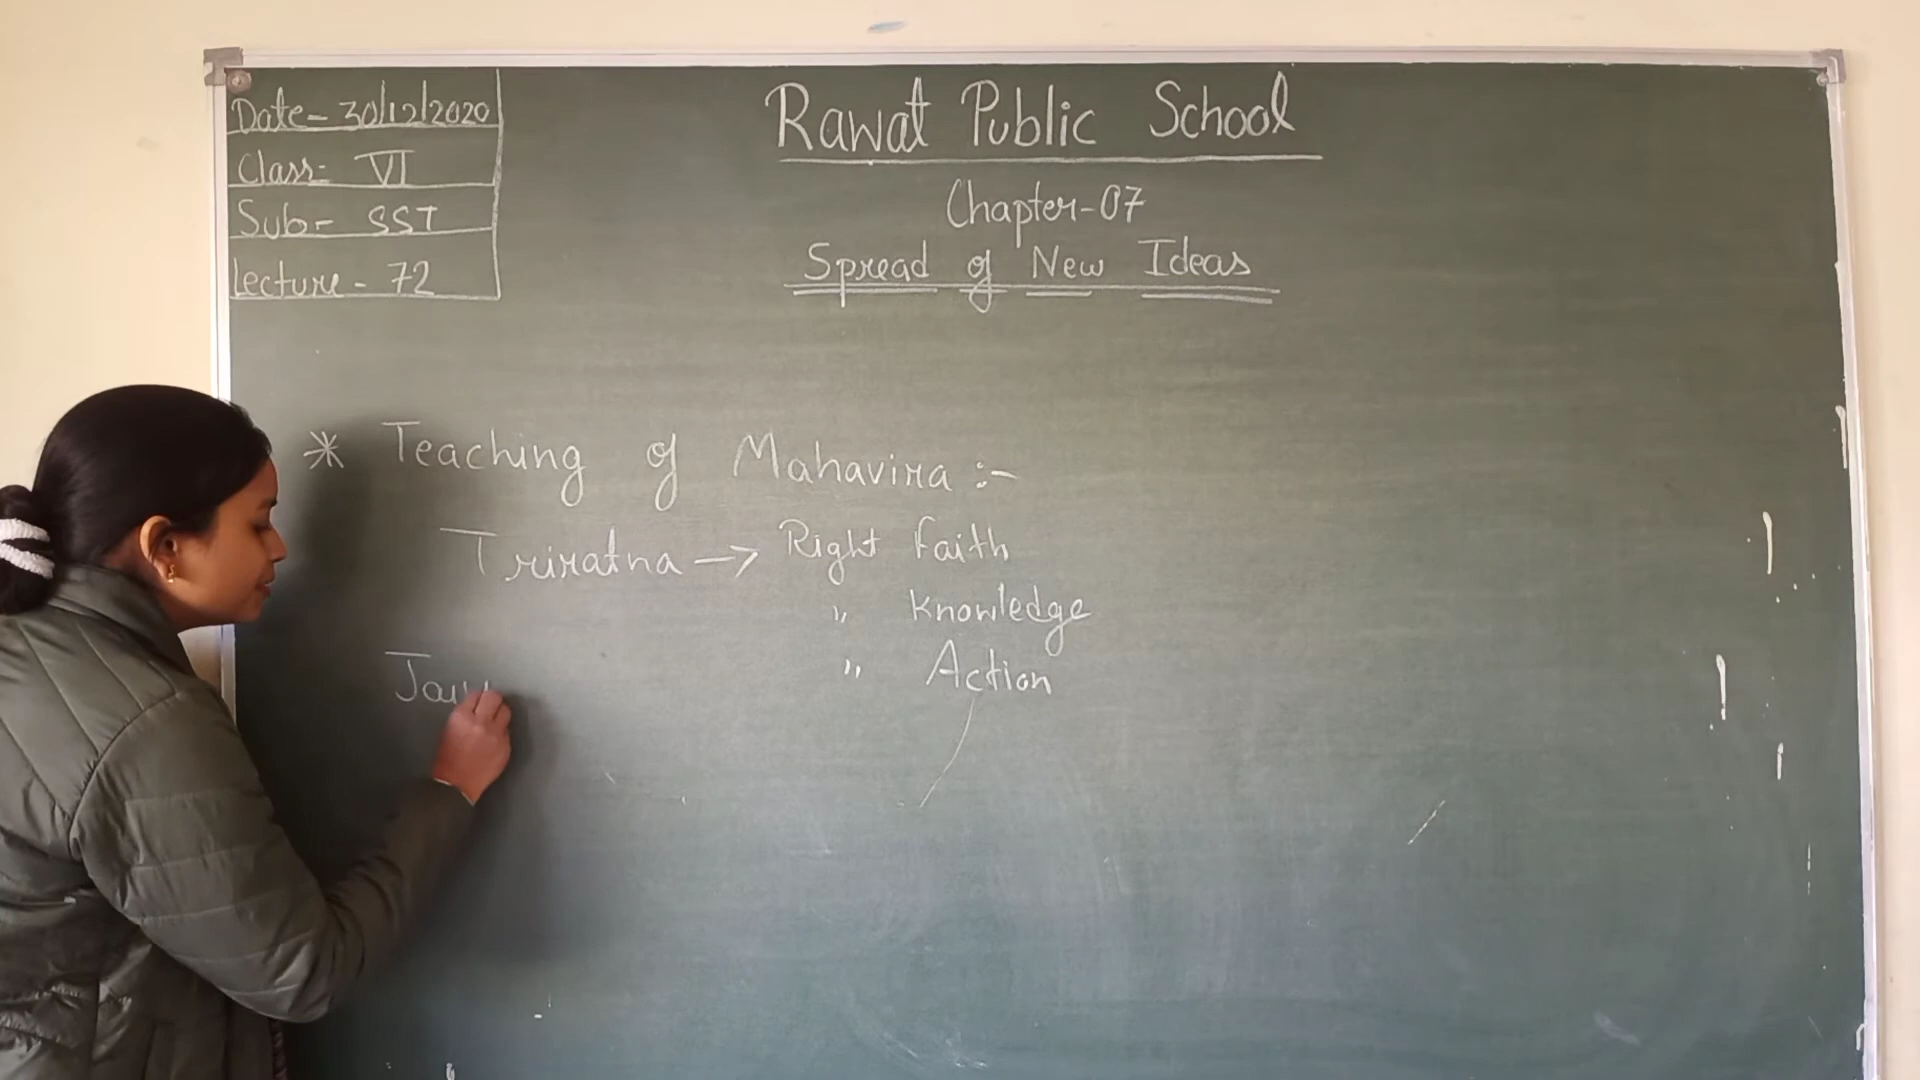 Date- 30/12/2020
Class- VI
Sub- SST
Lecture - 72
Rawat Public School
Chapter-07
Spread of New Ideas
* Teaching of Mahavira :-
Triratna → Right Faith
" Knowledge
" Action